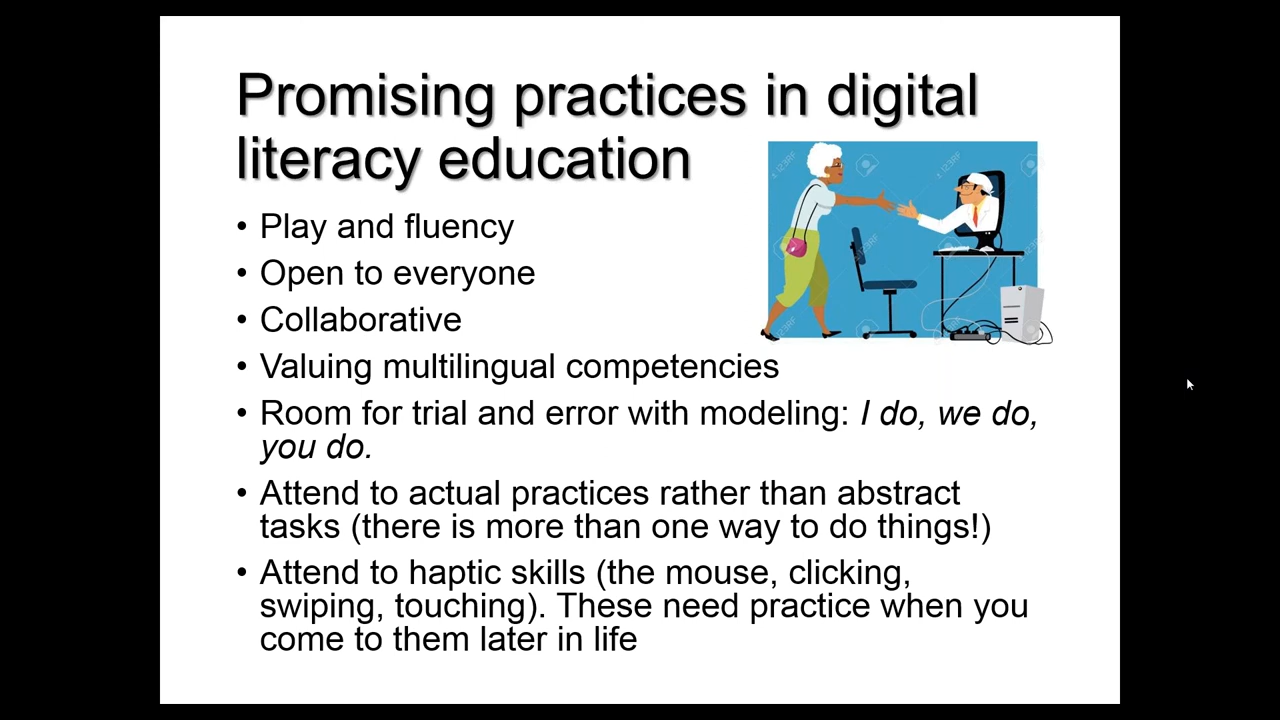 Promising practices in digital
literacy education
• Play and fluency
• Open to everyone
• Collaborative
• Valuing multilingual competencies
• Room for trial and error with modeling: I do, we do,
you do.
• Attend to actual practices rather than abstract
tasks (there is more than one way to do things!)
• Attend to haptic skills (the mouse, clicking,
swiping, touching). These need practice when you
come to them later in life